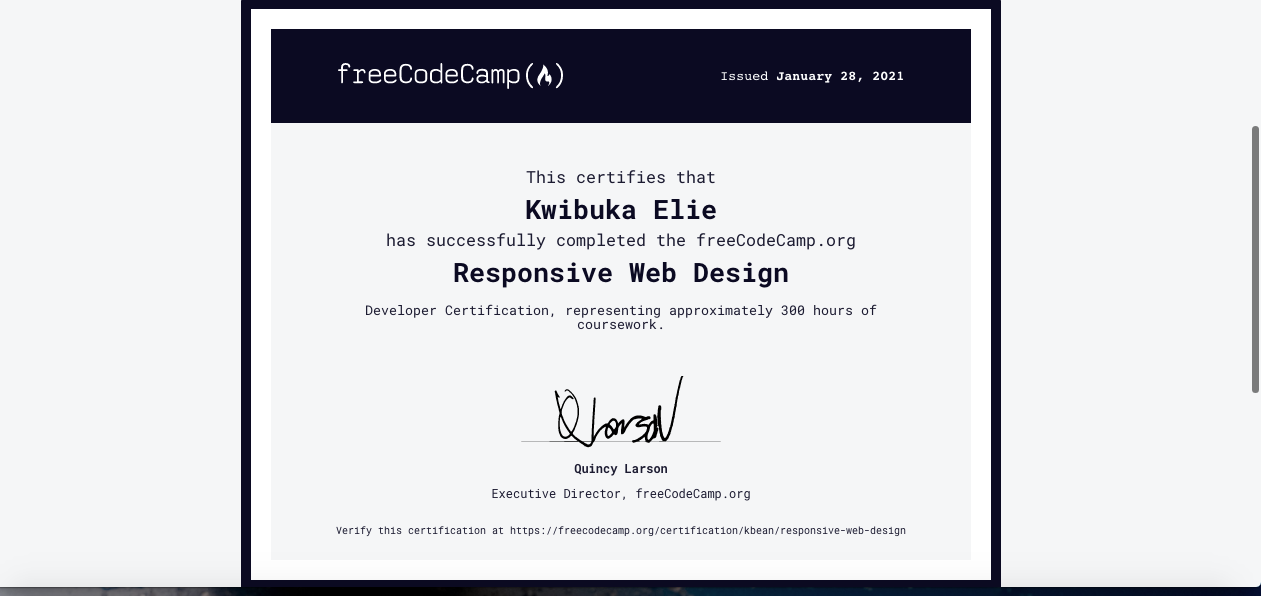 freeCodeCamp(🔥)
Issued January 28, 2021
This certifies that
Kwibuka Elie
has successfully completed the freeCodeCamp.org
Responsive Web Design
Developer Certification, representing approximately 300 hours of
coursework.
Q Larson
Quincy Larson
Executive Director, freeCodeCamp.org
Verify this certification at https://freecodecamp.org/certification/kbean/responsive-web-design